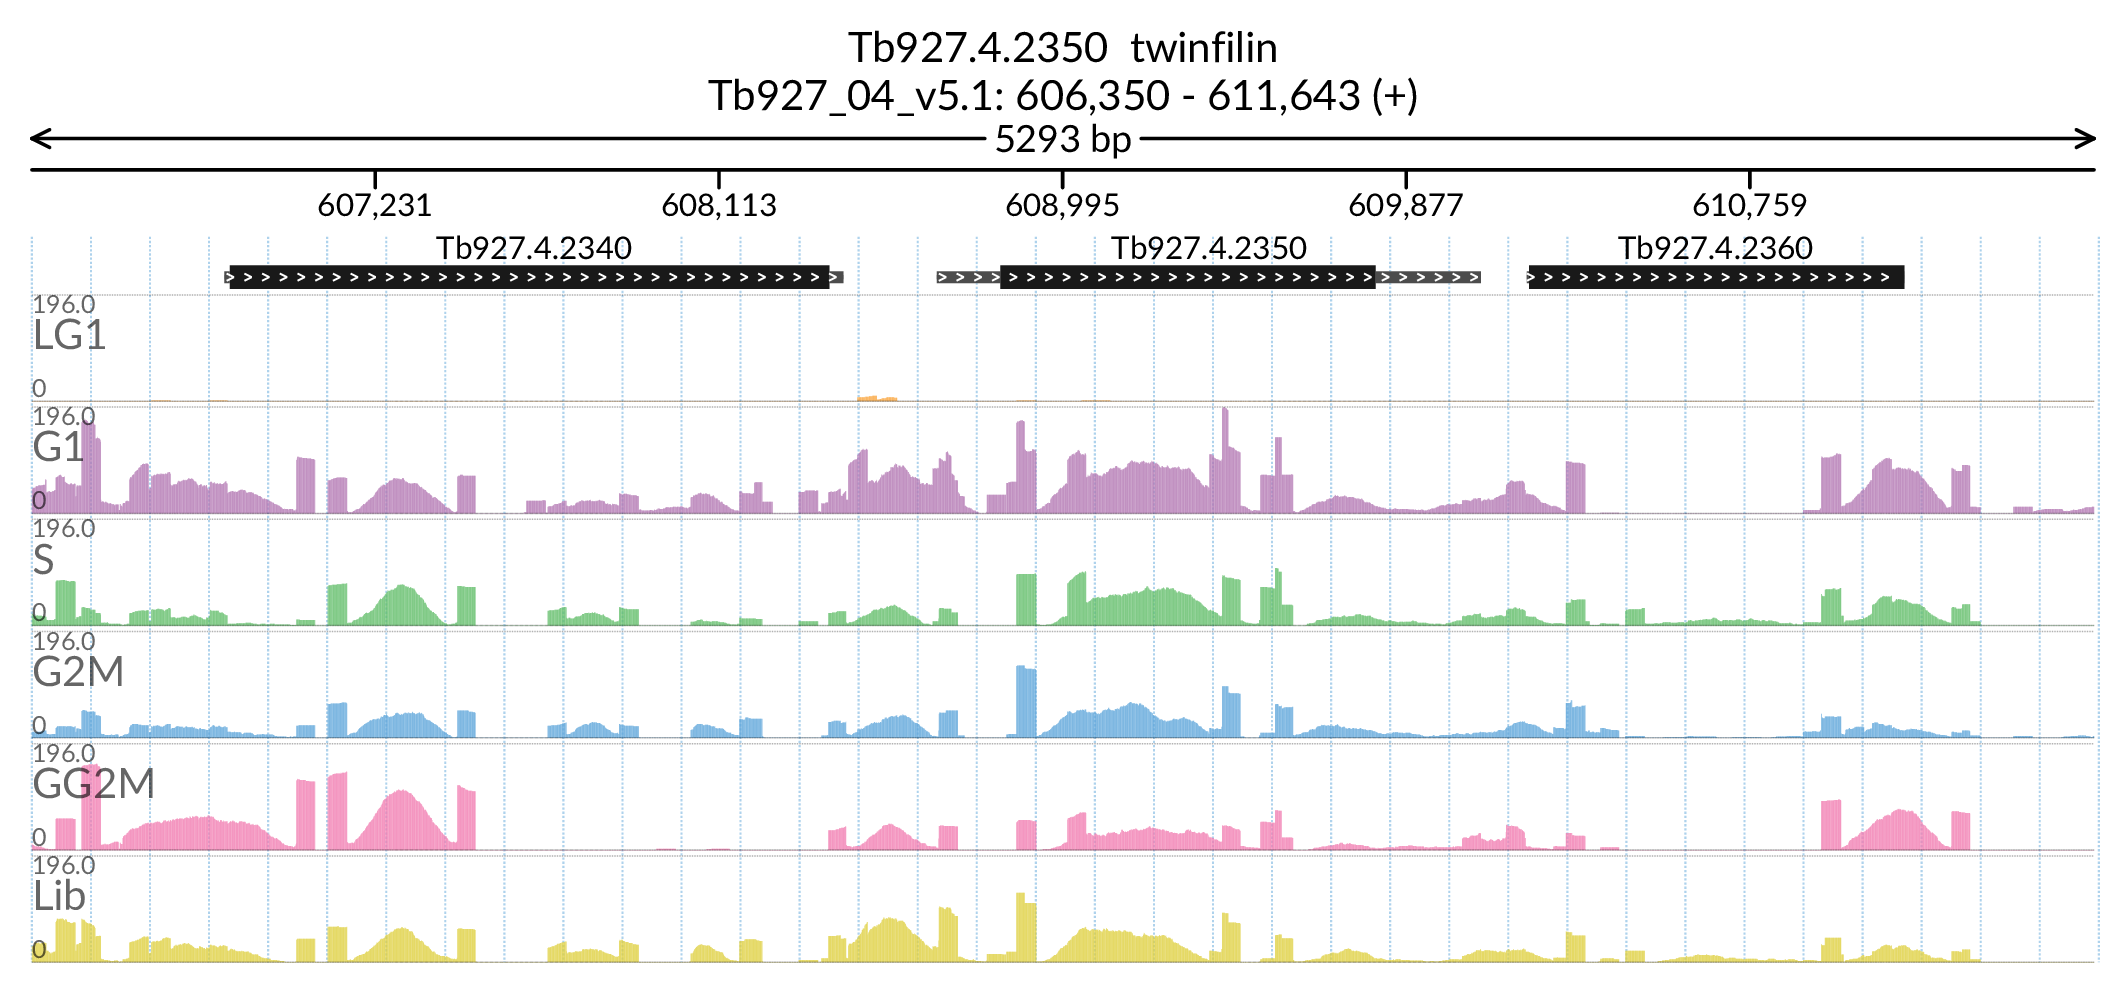 Tb927.4.2350 twinfilin
Tb927_04_v5.1: 606,350 - 611,643 (+)
5293 bp
607,231 608,113 608,995 609,877 610,759
Tb927.4.2340 Tb927.4.2350 Tb927.4.2360
196.0
LG1
0
196.0
G1
0
196.0
S
0
196.0
G2M
0
196.0
GG2M
0
196.0
Lib
0